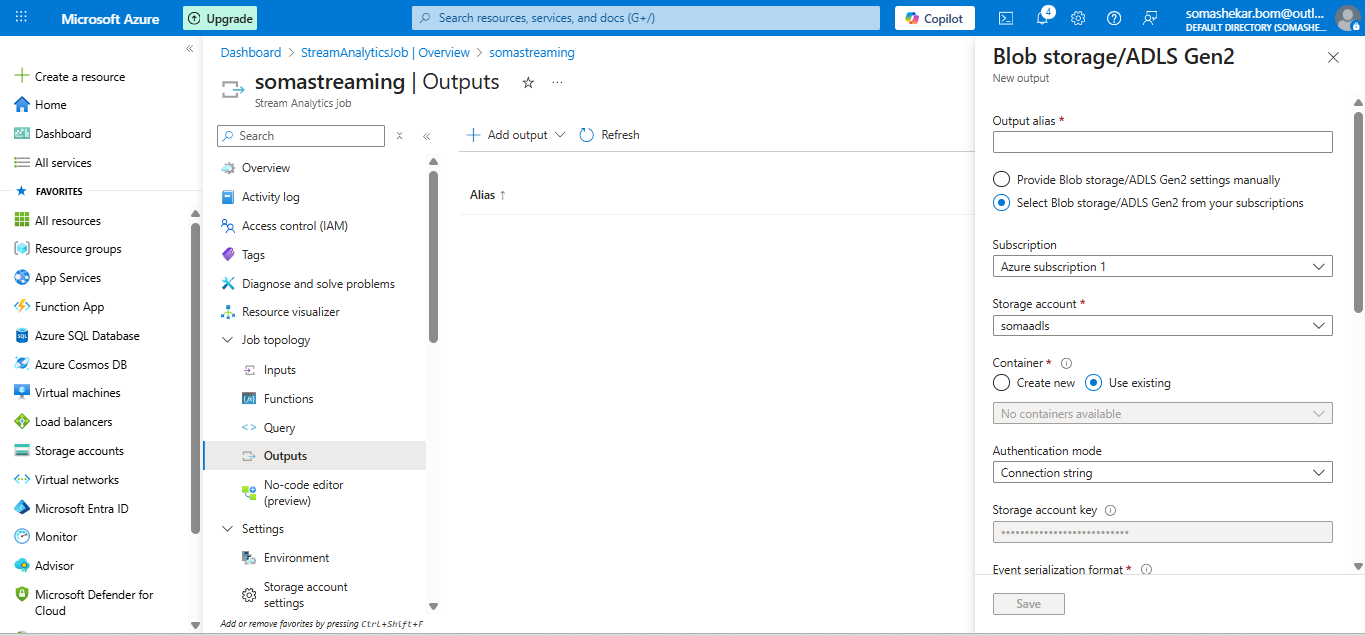 Microsoft Azure
Upgrade
Search resources, services, and docs (G+/)
Copilot
4
somashekar.bom@outl...
DEFAULT DIRECTORY (SOMASHE...
«
Create a resource
Home
Dashboard
All services
FAVORITES
All resources
Resource groups
App Services
Function App
Azure SQL Database
Azure Cosmos DB
Virtual machines
Load balancers
Storage accounts
Virtual networks
Microsoft Entra ID
Monitor
Advisor
Microsoft Defender for
Cloud
Dashboard > StreamAnalyticsJob | Overview > somastreaming
somastreaming | Outputs
Stream Analytics job
Search
Overview
Activity log
Access control (IAM)
Tags
Diagnose and solve problems
Resource visualizer
Job topology
Inputs
Functions
Query
Outputs
No-code editor
(preview)
Settings
Environment
Storage account
settings
Add or remove favorites by pressing Ctrl+Shift+F
Add output
Refresh
Alias ↑
Blob storage/ADLS Gen2
New output
Output alias *
Provide Blob storage/ADLS Gen2 settings manually
Select Blob storage/ADLS Gen2 from your subscriptions
Subscription
Azure subscription 1
Storage account *
somaadls
Container *
Create new
Use existing
No containers available
Authentication mode
Connection string
Storage account key
••••••••••••••••••••••••••••
Event serialization format *
Save